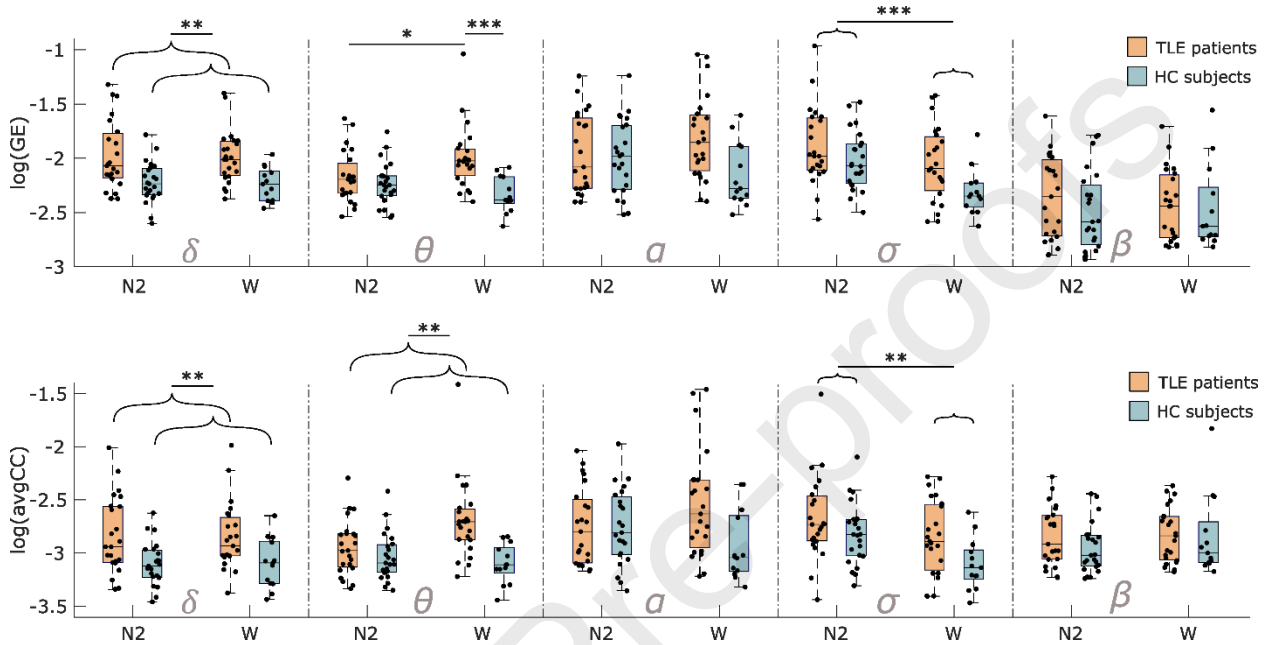 ** * *** ***
-1
-1.5
-2
-2.5
-3
log(GE)
TLE patients
HC subjects
δ θ α σ β
N2 W N2 W N2 W N2 W N2 W
** ** **
-1.5
-2
-2.5
-3
-3.5
log(avgCC)
TLE patients
HC subjects
δ θ α σ β
N2 W N2 W N2 W N2 W N2 W
Pre-proofs